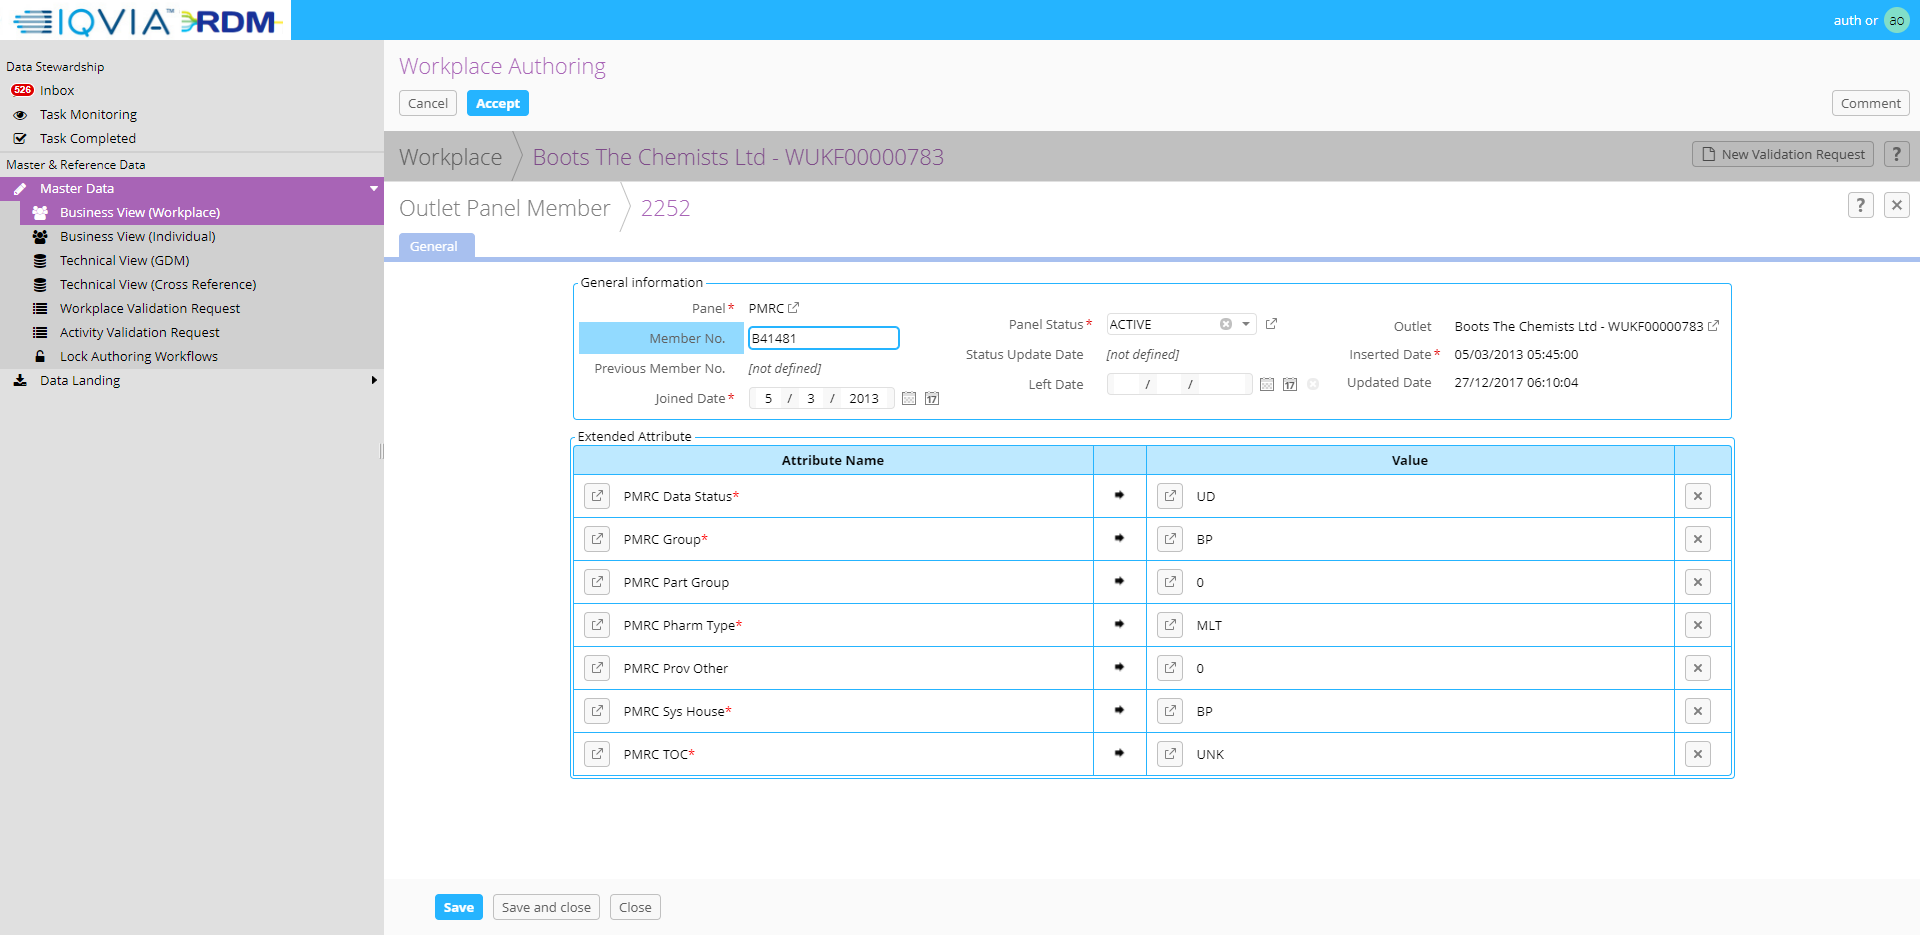 IQVIA™ RDM
auth or ao
Data Stewardship
526 Inbox
Task Monitoring
Task Completed
Master & Reference Data
Master Data
Business View (Workplace)
Business View (Individual)
Technical View (GDM)
Technical View (Cross Reference)
Workplace Validation Request
Activity Validation Request
Lock Authoring Workflows
Data Landing
Workplace Authoring
Cancel Accept Comment
Workplace Boots The Chemists Ltd - WUKF00000783 New Validation Request ?
Outlet Panel Member 2252 ?
General
General information
Panel* PMRC
Member No. B41481
Previous Member No. [not defined]
Joined Date* 5 / 3 / 2013 17
Panel Status* ACTIVE
Status Update Date [not defined]
Left Date / / 17
Outlet Boots The Chemists Ltd - WUKF00000783
Inserted Date* 05/03/2013 05:45:00
Updated Date 27/12/2017 06:10:04
Extended Attribute
Attribute Name Value
PMRC Data Status* UD
PMRC Group* BP
PMRC Part Group 0
PMRC Pharm Type* MLT
PMRC Prov Other 0
PMRC Sys House* BP
PMRC TOC* UNK
Save Save and close Close